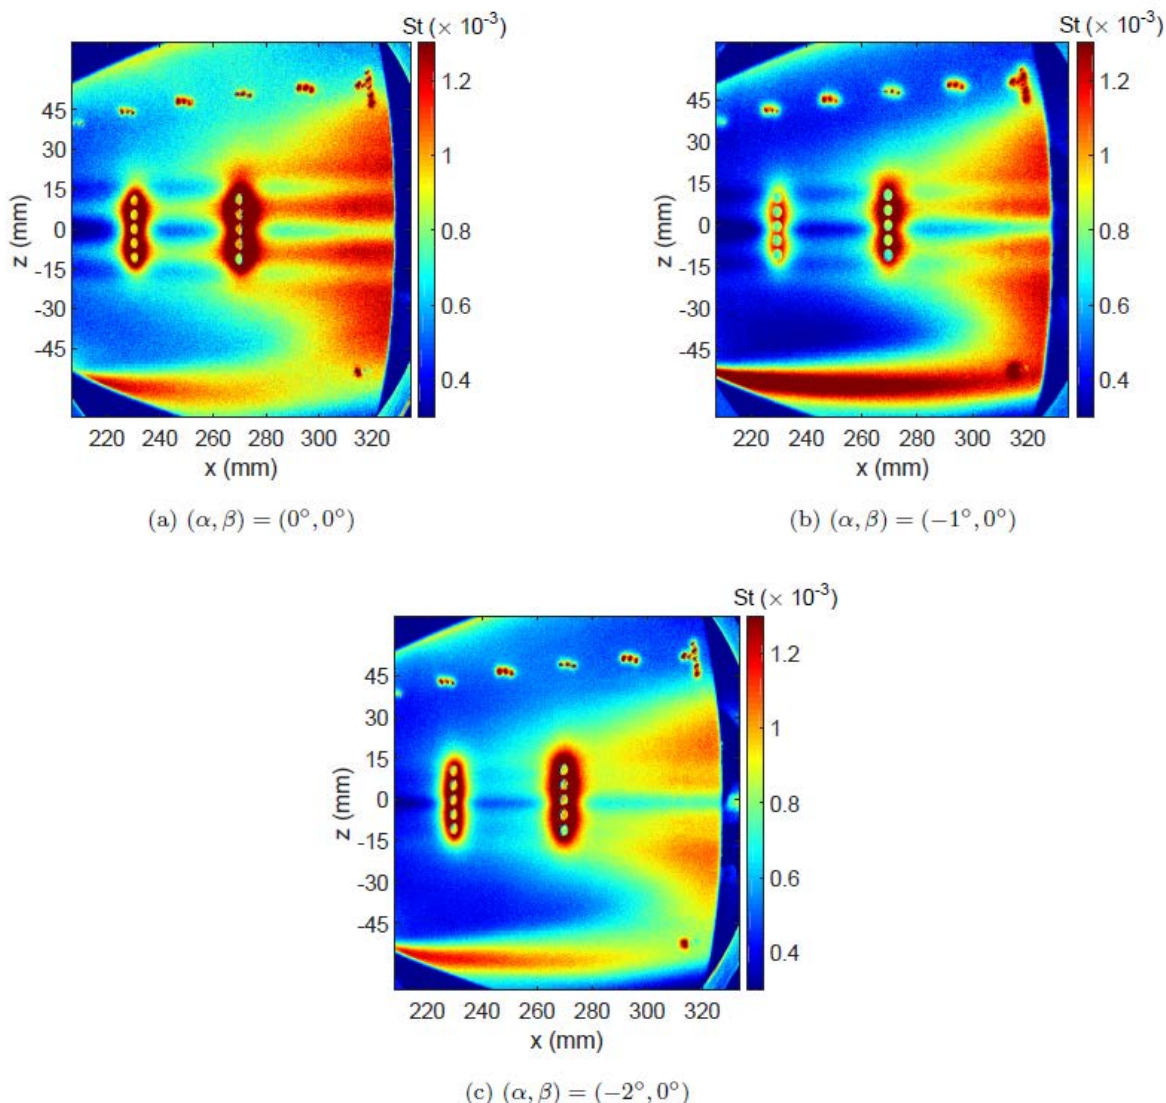 St (× 10⁻³)
1.2
1
0.8
0.6
0.4
45
30
15
0
-15
-30
-45
z (mm)
220 240 260 280 300 320
x (mm)
(a) (α, β) = (0°, 0°)
St (× 10⁻³)
1.2
1
0.8
0.6
0.4
45
30
15
0
-15
-30
-45
z (mm)
220 240 260 280 300 320
x (mm)
(b) (α, β) = (−1°, 0°)
St (× 10⁻³)
1.2
1
0.8
0.6
0.4
45
30
15
0
-15
-30
-45
z (mm)
220 240 260 280 300 320
x (mm)
(c) (α, β) = (−2°, 0°)